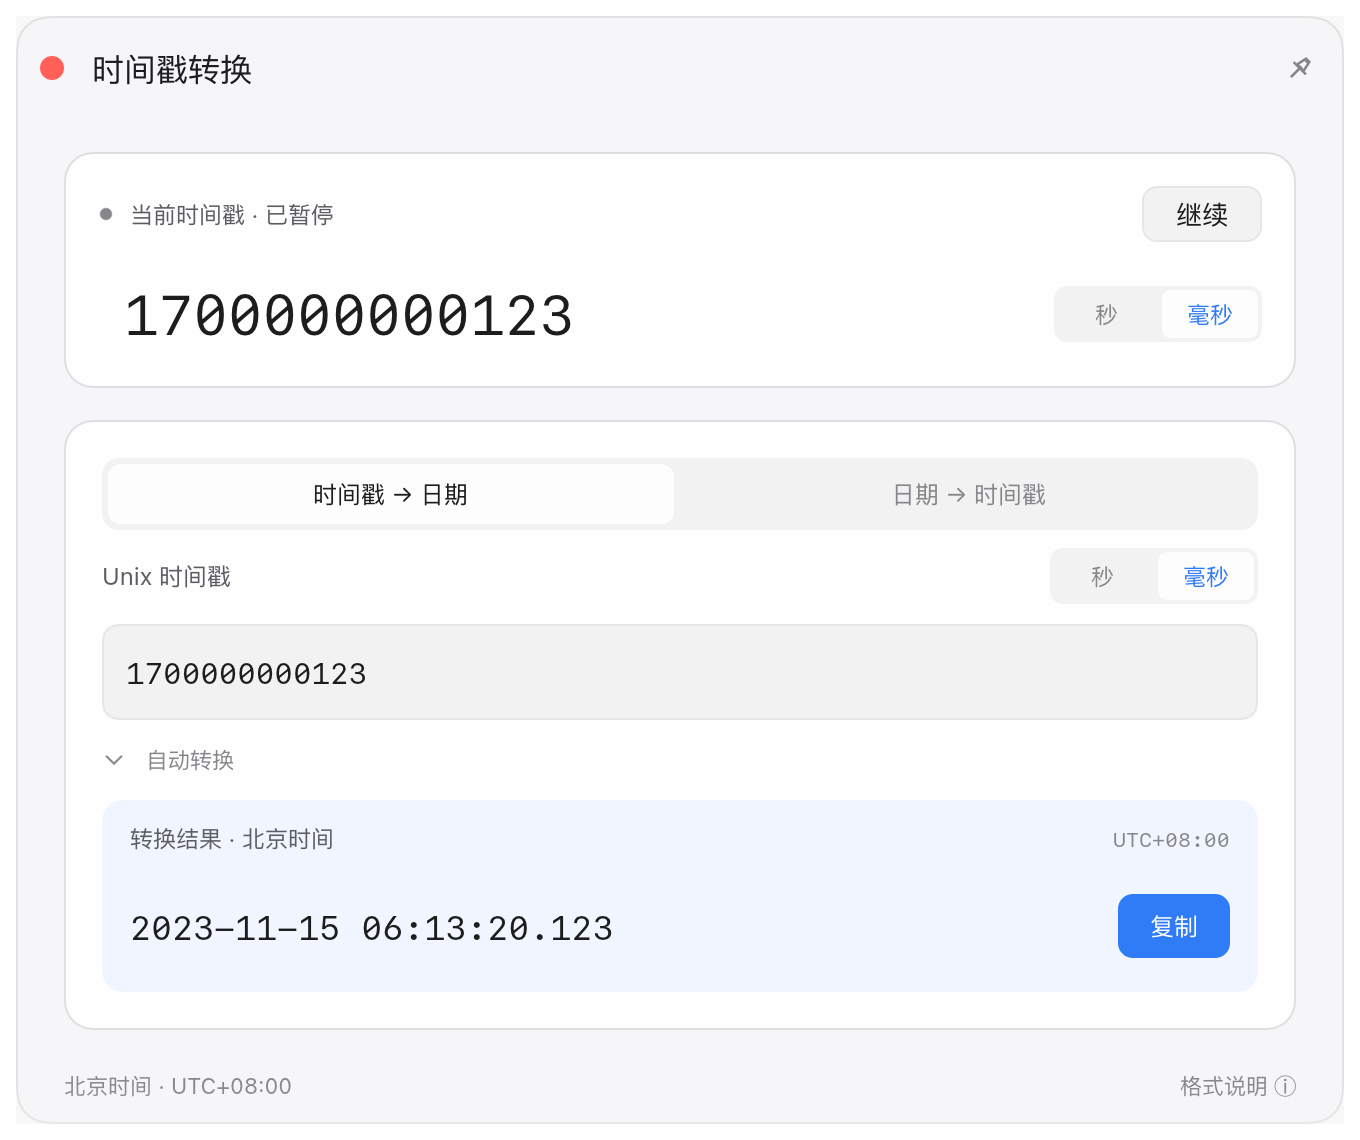 时间戳转换
当前时间戳 · 已暂停
继续
1700000000123
秒 毫秒
时间戳 → 日期
日期 → 时间戳
Unix 时间戳
秒 毫秒
1700000000123
自动转换
转换结果 · 北京时间
UTC+08:00
2023-11-15 06:13:20.123
复制
北京时间 · UTC+08:00
格式说明 ⓘ